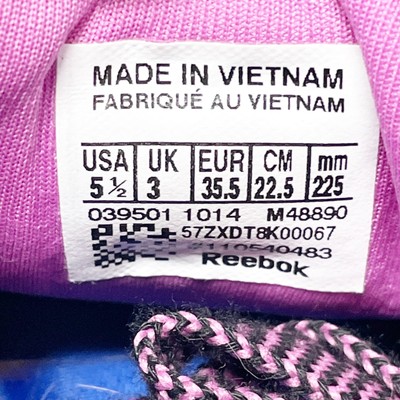 MADE IN VIETNAM
FABRIQUÉ AU VIETNAM
USA UK EUR CM mm
5 ½ 3 35.5 22.5 225
039501 1014 M48890
57ZXDT8K00067
Reebok